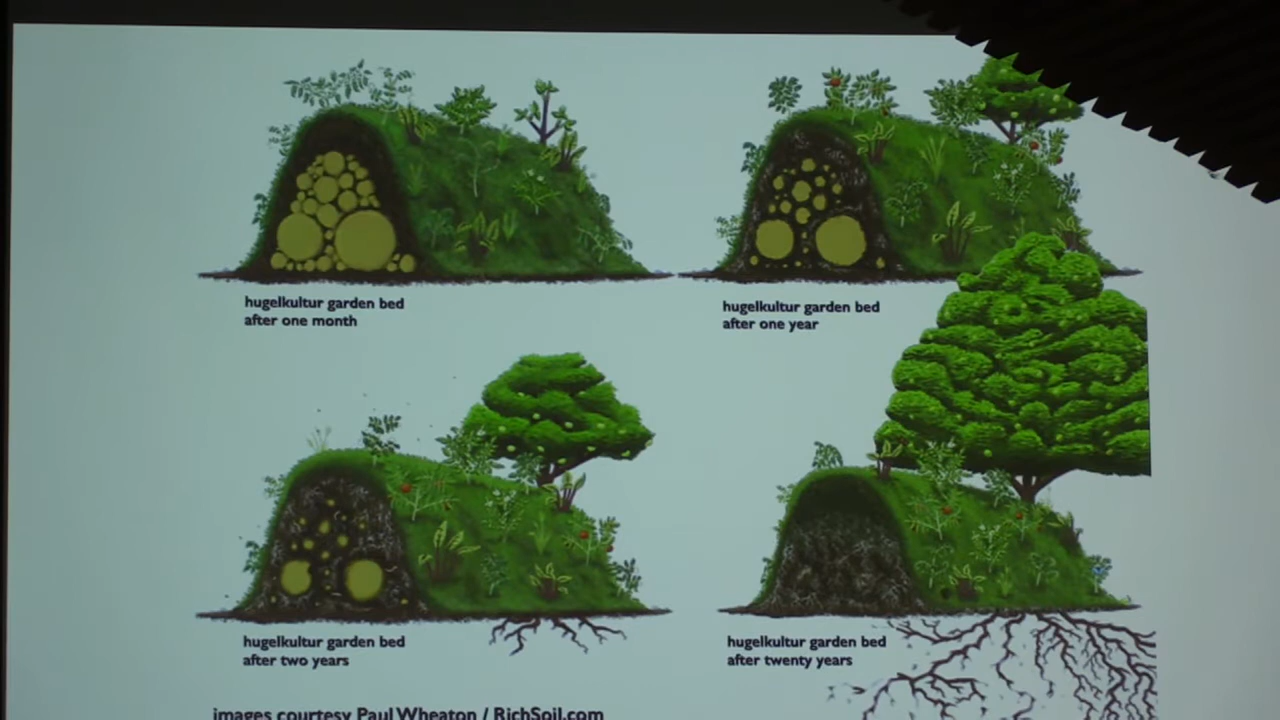 hugelkultur garden bed
after one month
hugelkultur garden bed
after one year
hugelkultur garden bed
after two years
hugelkultur garden bed
after twenty years
images courtesy Paul Wheaton / RichSoil.com